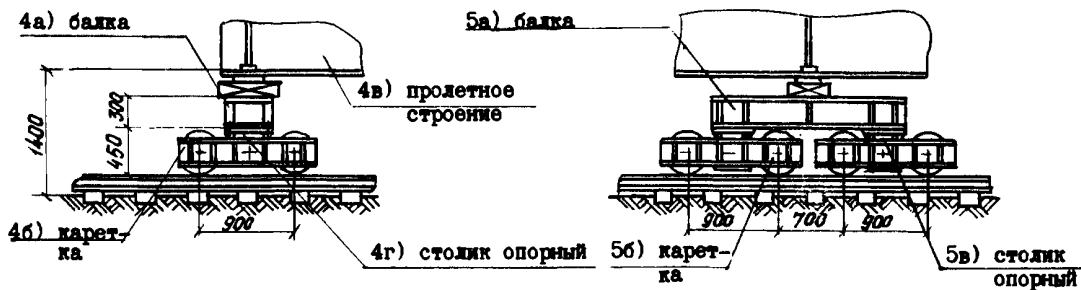 4а) балка
5а) балка
4в) пролетное
строение
1400
300
450
900
900
700
900
4б) карет-
ка
4г) столик опорный
5б) карет-
ка
5в) столик
опорный